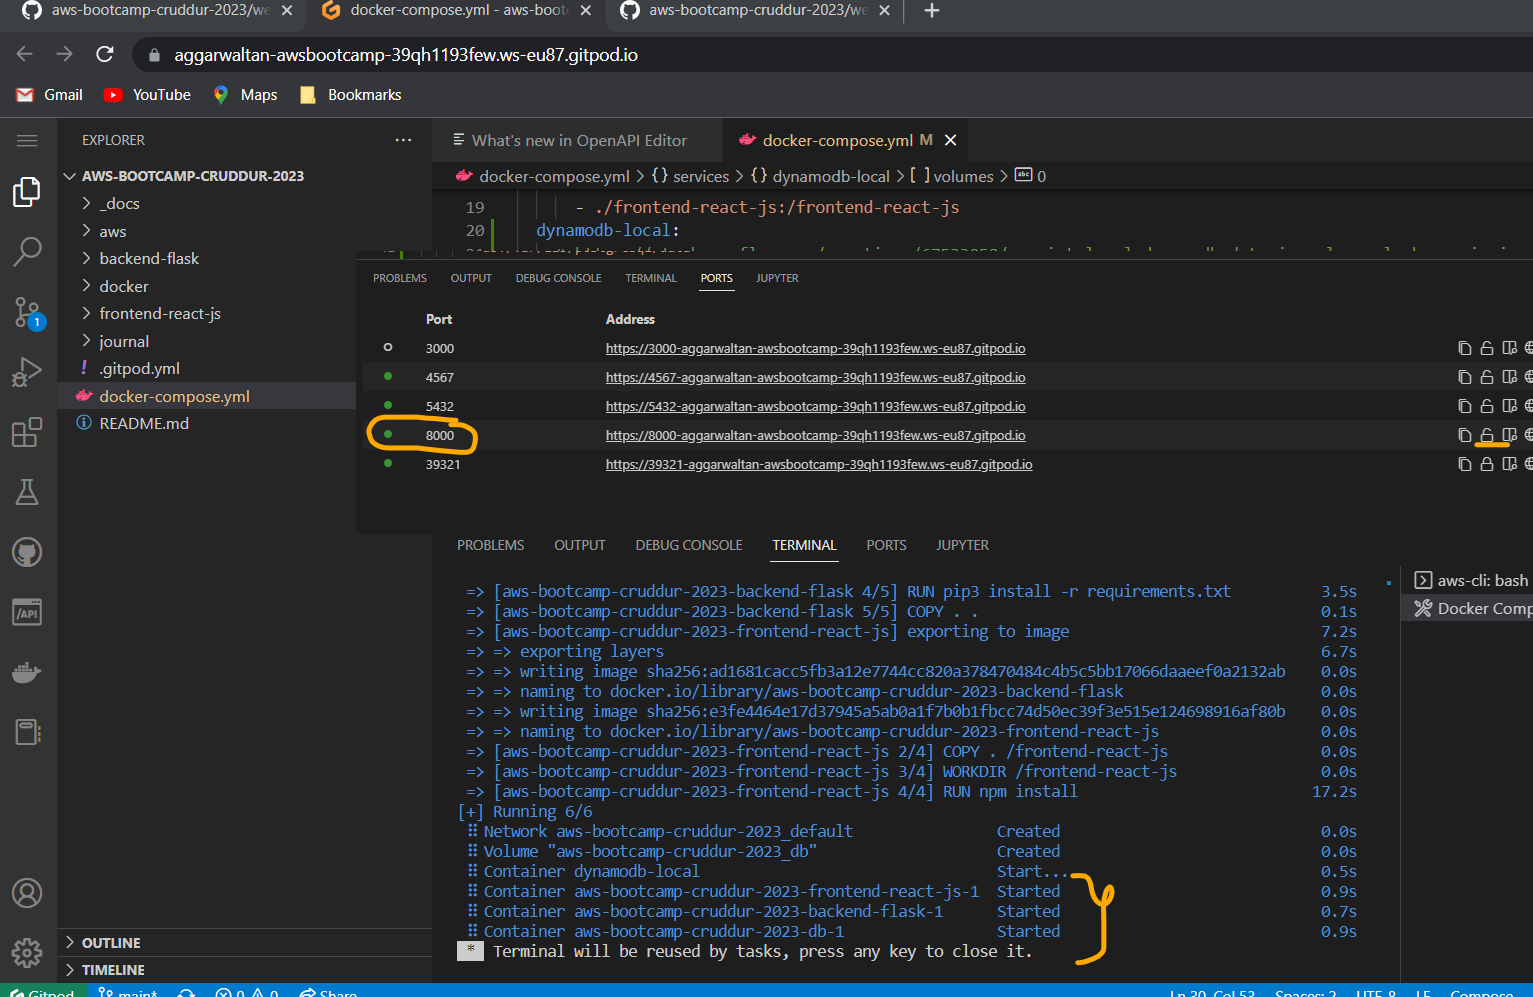 aws-bootcamp-cruddur-2023/we
docker-compose.yml - aws-boot
aws-bootcamp-cruddur-2023/we
aggarwaltan-awsbootcamp-39qh1193few.ws-eu87.gitpod.io
Gmail YouTube Maps Bookmarks
EXPLORER
AWS-BOOTCAMP-CRUDDUR-2023
_docs
aws
backend-flask
docker
frontend-react-js
journal
! .gitpod.yml
docker-compose.yml
README.md
OUTLINE
TIMELINE
1
What's new in OpenAPI Editor
docker-compose.yml M
docker-compose.yml > {} services > {} dynamodb-local > [ ] volumes > abc 0
19 - ./frontend-react-js:/frontend-react-js
20 dynamodb-local:
PROBLEMS OUTPUT DEBUG CONSOLE TERMINAL PORTS JUPYTER
Port Address
3000 https://3000-aggarwaltan-awsbootcamp-39qh1193few.ws-eu87.gitpod.io
4567 https://4567-aggarwaltan-awsbootcamp-39qh1193few.ws-eu87.gitpod.io
5432 https://5432-aggarwaltan-awsbootcamp-39qh1193few.ws-eu87.gitpod.io
8000 https://8000-aggarwaltan-awsbootcamp-39qh1193few.ws-eu87.gitpod.io
39321 https://39321-aggarwaltan-awsbootcamp-39qh1193few.ws-eu87.gitpod.io
PROBLEMS OUTPUT DEBUG CONSOLE TERMINAL PORTS JUPYTER
=> [aws-bootcamp-cruddur-2023-backend-flask 4/5] RUN pip3 install -r requirements.txt 3.5s
=> [aws-bootcamp-cruddur-2023-backend-flask 5/5] COPY . . 0.1s
=> [aws-bootcamp-cruddur-2023-frontend-react-js] exporting to image 7.2s
=> => exporting layers 6.7s
=> => writing image sha256:ad1681cacc5fb3a12e7744cc820a378470484c4b5c5bb17066daaeef0a2132ab 0.0s
=> => naming to docker.io/library/aws-bootcamp-cruddur-2023-backend-flask 0.0s
=> => writing image sha256:e3fe4464e17d37945a5ab0a1f7b0b1fbcc74d50ec39f3e515e124698916af80b 0.0s
=> => naming to docker.io/library/aws-bootcamp-cruddur-2023-frontend-react-js 0.0s
=> [aws-bootcamp-cruddur-2023-frontend-react-js 2/4] COPY . /frontend-react-js 0.0s
=> [aws-bootcamp-cruddur-2023-frontend-react-js 3/4] WORKDIR /frontend-react-js 0.0s
=> [aws-bootcamp-cruddur-2023-frontend-react-js 4/4] RUN npm install 17.2s
[+] Running 6/6
Network aws-bootcamp-cruddur-2023_default Created 0.0s
Volume "aws-bootcamp-cruddur-2023_db" Created 0.0s
Container dynamodb-local Start... 0.5s
Container aws-bootcamp-cruddur-2023-frontend-react-js-1 Started 0.9s
Container aws-bootcamp-cruddur-2023-backend-flask-1 Started 0.7s
Container aws-bootcamp-cruddur-2023-db-1 Started 0.9s
* Terminal will be reused by tasks, press any key to close it.
aws-cli: bash
Docker Comp
Gitpod main* 0 0 Share Ln 30, Col 53 Spaces: 2 UTF-8 LF Compose